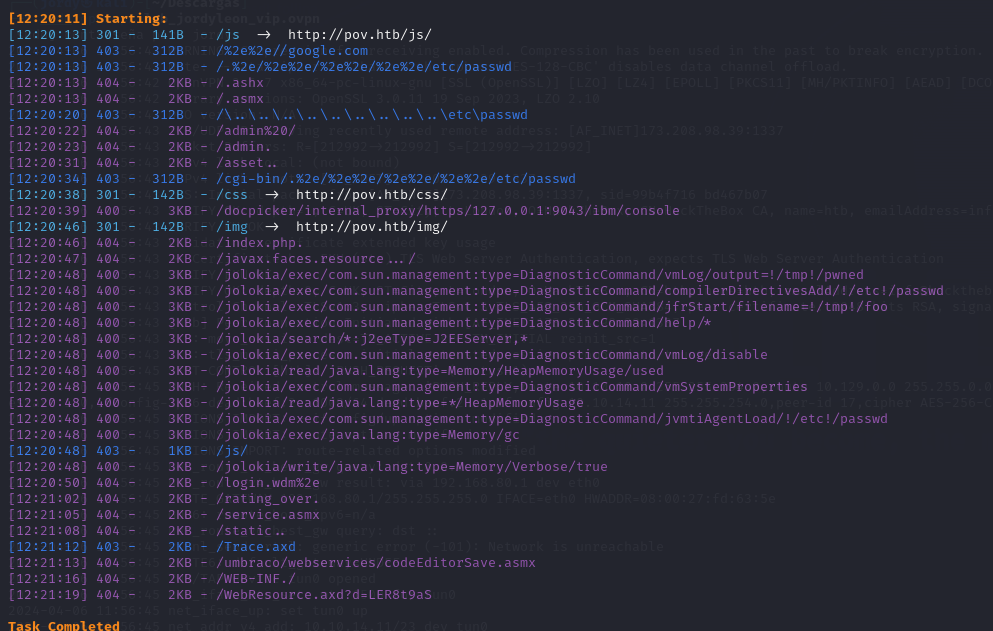 [12:20:11] Starting:
[12:20:13] 301 -  141B  - /js  →  http://pov.htb/js/
[12:20:13] 403 -  312B  - /%2e%2e//google.com
[12:20:13] 403 -  312B  - /.%2e/%2e%2e/%2e%2e/%2e%2e/etc/passwd
[12:20:13] 404 -    2KB - /.ashx
[12:20:13] 404 -    2KB - /.asmx
[12:20:20] 403 -  312B  - /\..\..\..\..\..\..\..\..\..\etc\passwd
[12:20:22] 404 -    2KB - /admin%20/
[12:20:23] 404 -    2KB - /admin.
[12:20:31] 404 -    2KB - /asset..
[12:20:34] 403 -  312B  - /cgi-bin/.%2e/%2e%2e/%2e%2e/%2e%2e/etc/passwd
[12:20:38] 301 -  142B  - /css  →  http://pov.htb/css/
[12:20:39] 400 -    3KB - /docpicker/internal_proxy/https/127.0.0.1:9043/ibm/console
[12:20:46] 301 -  142B  - /img  →  http://pov.htb/img/
[12:20:46] 404 -    2KB - /index.php.
[12:20:47] 404 -    2KB - /javax.faces.resource.../
[12:20:48] 400 -    3KB - /jolokia/exec/com.sun.management:type=DiagnosticCommand/vmLog/output=!/tmp!/pwned
[12:20:48] 400 -    3KB - /jolokia/exec/com.sun.management:type=DiagnosticCommand/compilerDirectivesAdd/!/etc!/passwd
[12:20:48] 400 -    3KB - /jolokia/exec/com.sun.management:type=DiagnosticCommand/jfrStart/filename=!/tmp!/foo
[12:20:48] 400 -    3KB - /jolokia/exec/com.sun.management:type=DiagnosticCommand/help/*
[12:20:48] 400 -    3KB - /jolokia/search/*:j2eeType=J2EEServer,*
[12:20:48] 400 -    3KB - /jolokia/exec/com.sun.management:type=DiagnosticCommand/vmLog/disable
[12:20:48] 400 -    3KB - /jolokia/read/java.lang:type=Memory/HeapMemoryUsage/used
[12:20:48] 400 -    3KB - /jolokia/exec/com.sun.management:type=DiagnosticCommand/vmSystemProperties
[12:20:48] 400 -    3KB - /jolokia/read/java.lang:type=*/HeapMemoryUsage
[12:20:48] 400 -    3KB - /jolokia/exec/com.sun.management:type=DiagnosticCommand/jvmtiAgentLoad/!/etc!/passwd
[12:20:48] 400 -    3KB - /jolokia/exec/java.lang:type=Memory/gc
[12:20:48] 403 -    1KB - /js/
[12:20:48] 400 -    3KB - /jolokia/write/java.lang:type=Memory/Verbose/true
[12:20:50] 404 -    2KB - /login.wdm%2e
[12:21:02] 404 -    2KB - /rating_over.
[12:21:05] 404 -    2KB - /service.asmx
[12:21:08] 404 -    2KB - /static..
[12:21:12] 403 -    2KB - /Trace.axd
[12:21:13] 404 -    2KB - /umbraco/webservices/codeEditorSave.asmx
[12:21:16] 404 -    2KB - /WEB-INF./
[12:21:19] 404 -    2KB - /WebResource.axd?d=LER8t9aS
Task Completed